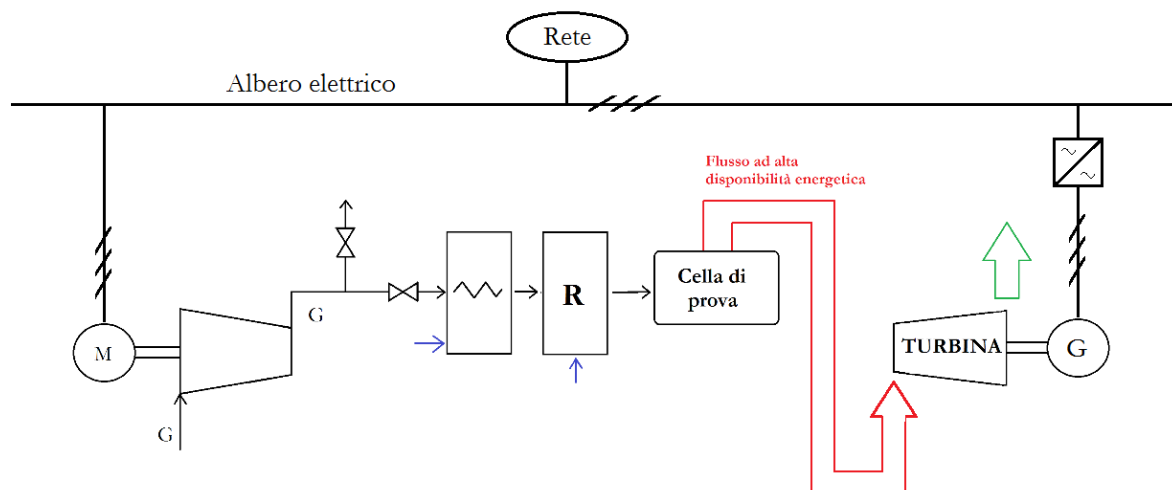 Rete
Albero elettrico
Flusso ad alta
disponibilità energetica
G
R
Cella di
prova
M
TURBINA
G
G